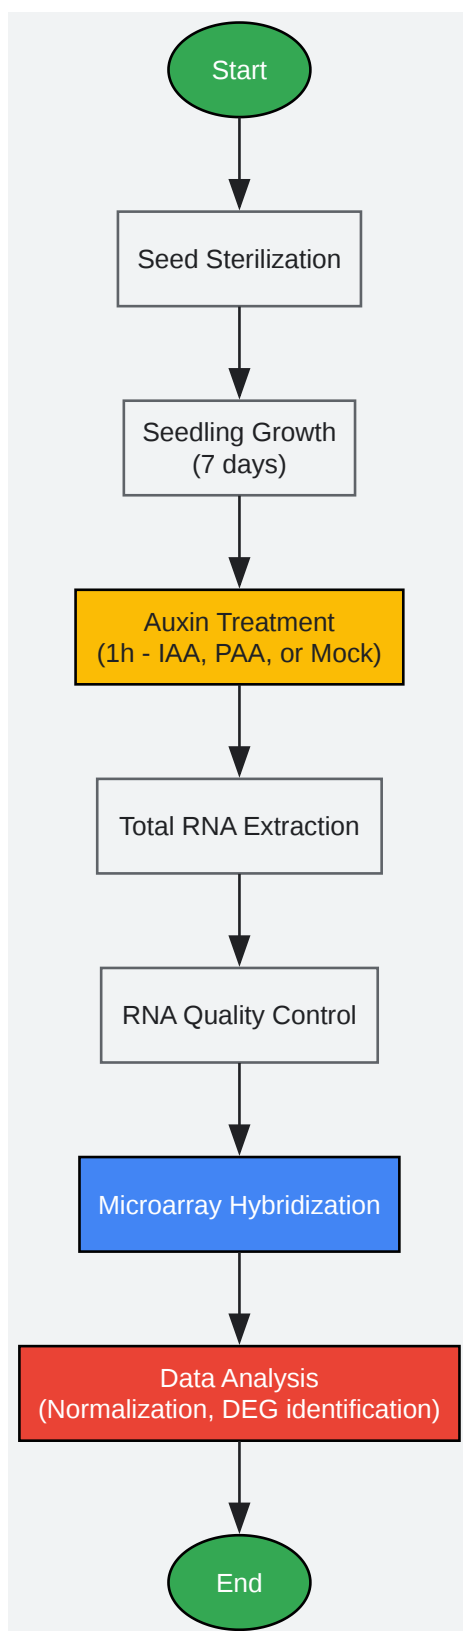 Start
Seed Sterilization
Seedling Growth
(7 days)
Auxin Treatment
(1h - IAA, PAA, or Mock)
Total RNA Extraction
RNA Quality Control
Microarray Hybridization
Data Analysis
(Normalization, DEG identification)
End